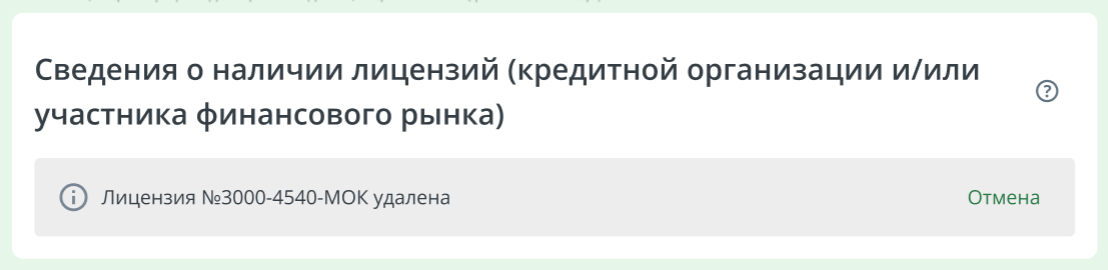 Сведения о наличии лицензий (кредитной организации и/или
участника финансового рынка)
Лицензия №3000-4540-МОК удалена
Отмена